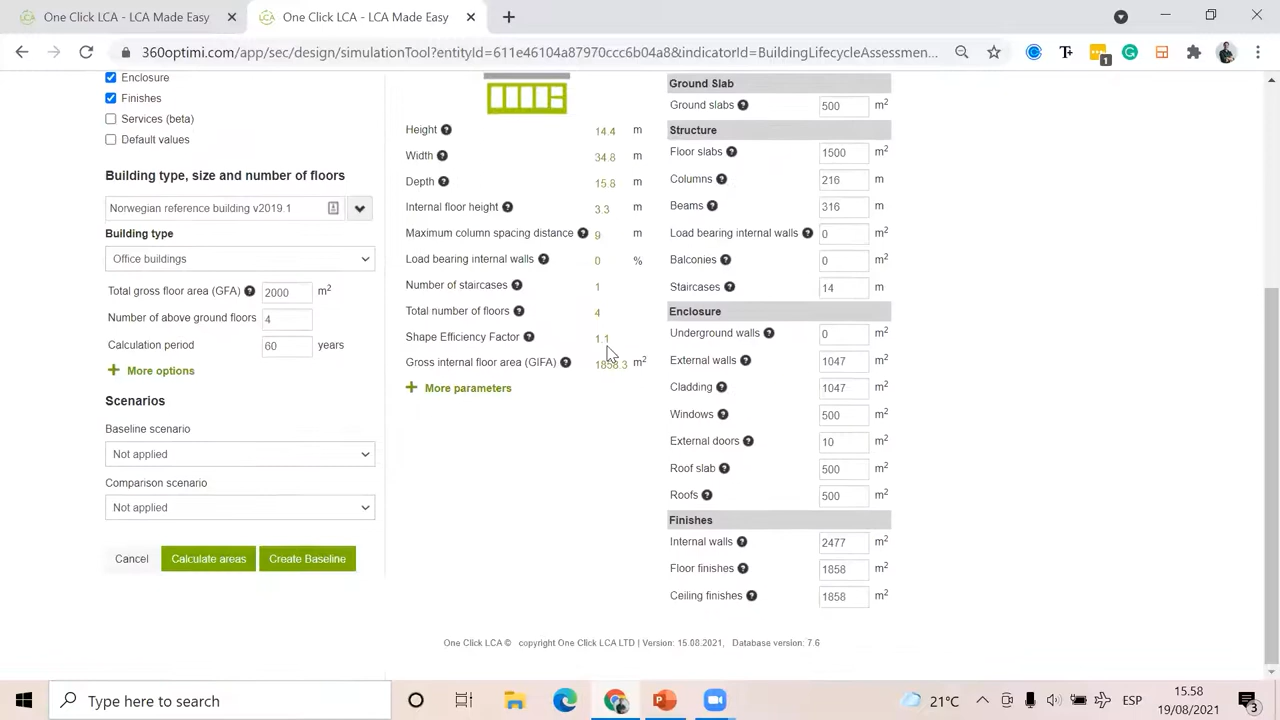 One Click LCA - LCA Made Easy
One Click LCA - LCA Made Easy
360optimi.com/app/sec/design/simulationTool?entityId=611e46104a87970ccc6b04a8&indicatorId=BuildingLifecycleAssessmen...
1
Enclosure
Finishes
Services (beta)
Default values
Building type, size and number of floors
Norwegian reference building v2019.1
Building type
Office buildings
Total gross floor area (GFA) ? 2000 m2
Number of above ground floors 4
Calculation period 60 years
+ More options
Scenarios
Baseline scenario
Not applied
Comparison scenario
Not applied
Cancel Calculate areas Create Baseline
Height ? 14.4 m
Width ? 34.8 m
Depth ? 15.8 m
Internal floor height ? 3.3 m
Maximum column spacing distance ? 9 m
Load bearing internal walls ? 0 %
Number of staircases ? 1
Total number of floors ? 4
Shape Efficiency Factor ? 1.1
Gross internal floor area (GIFA) ? 1858.3 m2
+ More parameters
Ground Slab
Ground slabs ? 500 m2
Structure
Floor slabs ? 1500 m2
Columns ? 216 m
Beams ? 316 m
Load bearing internal walls ? 0 m2
Balconies ? 0 m2
Staircases ? 14 m
Enclosure
Underground walls ? 0 m2
External walls ? 1047 m2
Cladding ? 1047 m2
Windows ? 500 m2
External doors ? 10 m2
Roof slab ? 500 m2
Roofs ? 500 m2
Finishes
Internal walls ? 2477 m2
Floor finishes ? 1858 m2
Ceiling finishes ? 1858 m2
One Click LCA © copyright One Click LCA LTD | Version: 15.08.2021, Database version: 7.6
Type here to search
21°C
ESP
15.58
19/08/2021
3